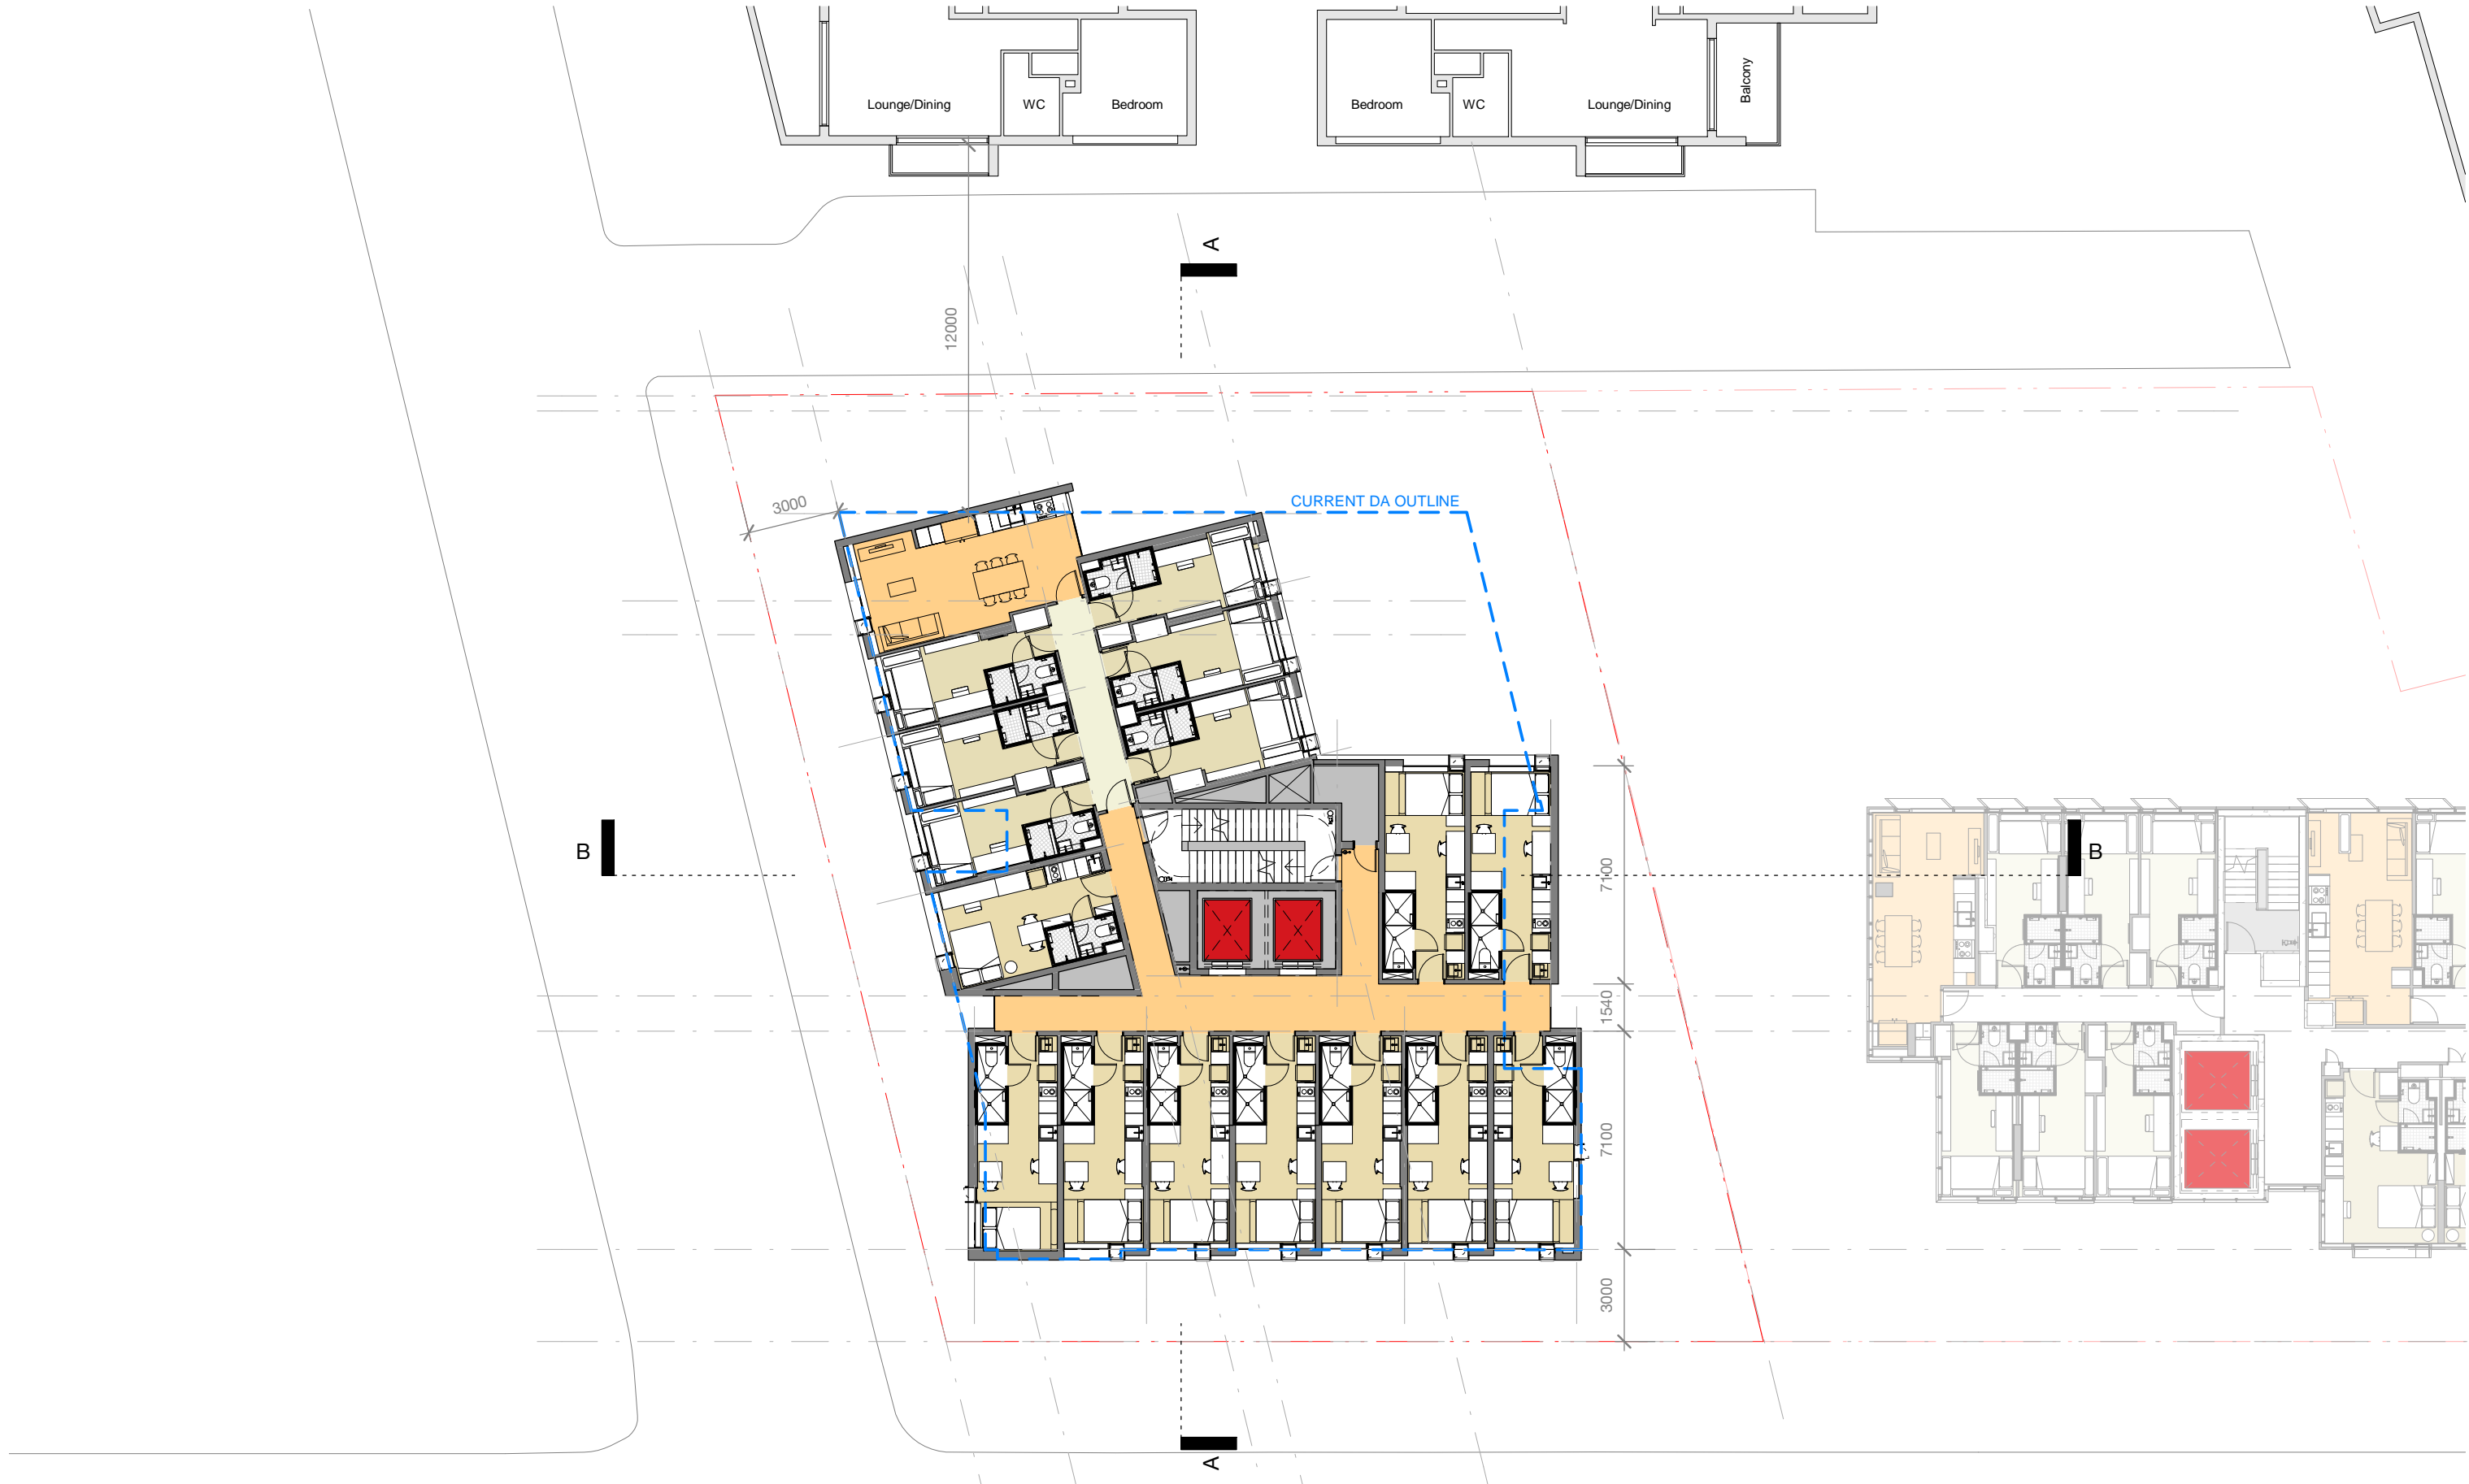 Lounge/Dining
WC
Bedroom
Bedroom
WC
Lounge/Dining
Balcony
A
12000
3000
CURRENT DA OUTLINE
B
B
7100
1540
7100
3000
A